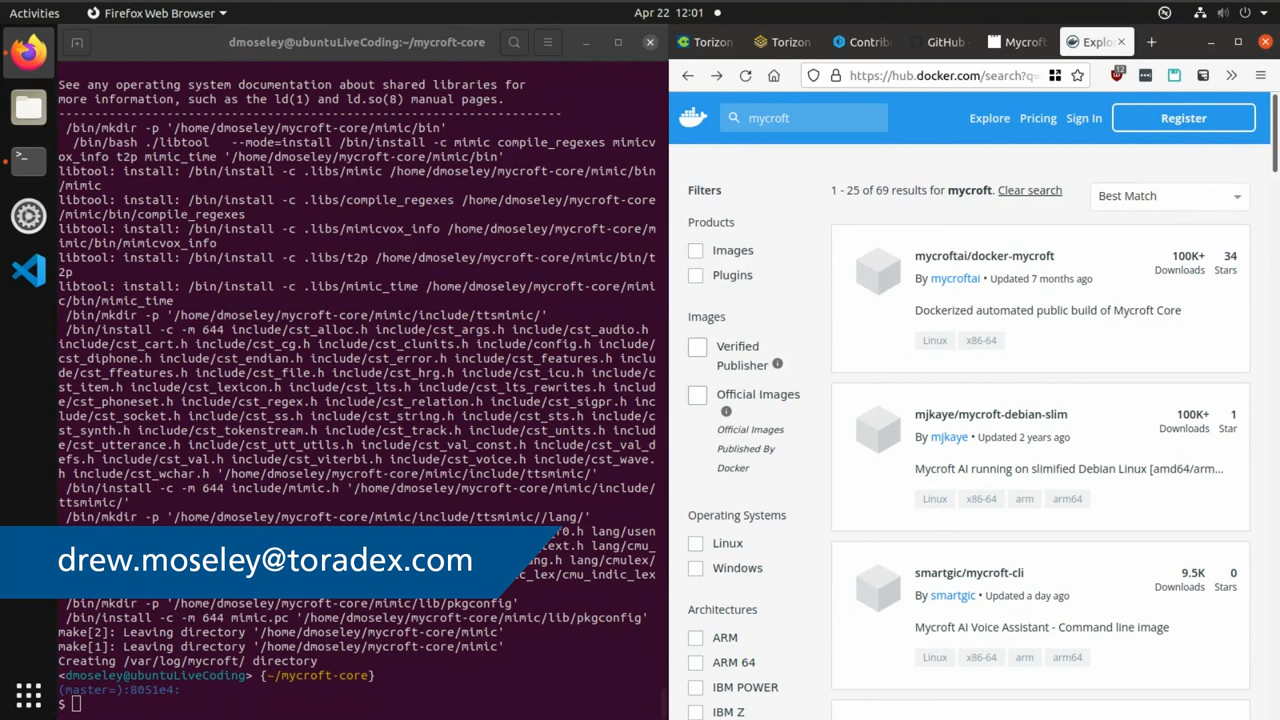 Activities
Firefox Web Browser
Apr 22 12:01
dmoseley@ubuntuLiveCoding:~/mycroft-core
See any operating system documentation about shared libraries for
more information, such as the ld(1) and ld.so(8) manual pages.
----------------------------------------------------------------------
/bin/mkdir -p '/home/dmoseley/mycroft-core/mimic/bin'
/bin/bash ./libtool   --mode=install /bin/install -c mimic compile_regexes mimicv
ox_info t2p mimic_time '/home/dmoseley/mycroft-core/mimic/bin'
libtool: install: /bin/install -c .libs/mimic /home/dmoseley/mycroft-core/mimic/bin
/mimic
libtool: install: /bin/install -c .libs/compile_regexes /home/dmoseley/mycroft-core
/mimic/bin/compile_regexes
libtool: install: /bin/install -c .libs/mimicvox_info /home/dmoseley/mycroft-core/m
imic/bin/mimicvox_info
libtool: install: /bin/install -c .libs/t2p /home/dmoseley/mycroft-core/mimic/bin/t
2p
libtool: install: /bin/install -c .libs/mimic_time /home/dmoseley/mycroft-core/mimi
c/bin/mimic_time
/bin/mkdir -p '/home/dmoseley/mycroft-core/mimic/include/ttsmimic/'
/bin/install -c -m 644 include/cst_alloc.h include/cst_args.h include/cst_audio.h
include/cst_cart.h include/cst_cg.h include/cst_clunits.h include/config.h include/
cst_diphone.h include/cst_endian.h include/cst_error.h include/cst_features.h inclu
de/cst_ffeatures.h include/cst_file.h include/cst_hrg.h include/cst_icu.h include/c
st_item.h include/cst_lexicon.h include/cst_lts.h include/cst_lts_rewrites.h includ
e/cst_phoneset.h include/cst_regex.h include/cst_relation.h include/cst_sigpr.h inc
lude/cst_socket.h include/cst_ss.h include/cst_string.h include/cst_sts.h include/c
st_synth.h include/cst_tokenstream.h include/cst_track.h include/cst_units.h includ
e/cst_utterance.h include/cst_utt_utils.h include/cst_val_const.h include/cst_val_d
efs.h include/cst_val.h include/cst_viterbi.h include/cst_voice.h include/cst_wave.
h include/cst_wchar.h '/home/dmoseley/mycroft-core/mimic/include/ttsmimic/'
/bin/install -c -m 644 include/mimic.h '/home/dmoseley/mycroft-core/mimic/include/
ttsmimic/'
/bin/mkdir -p '/home/dmoseley/mycroft-core/mimic/include/ttsmimic//lang/'
lang/usen
lang/cmu_
lang/cmulex/
lex/cmu_indic_lex
drew.moseley@toradex.com
/bin/mkdir -p '/home/dmoseley/mycroft-core/mimic/lib/pkgconfig'
/bin/install -c -m 644 mimic.pc '/home/dmoseley/mycroft-core/mimic/lib/pkgconfig'
make[2]: Leaving directory '/home/dmoseley/mycroft-core/mimic'
make[1]: Leaving directory '/home/dmoseley/mycroft-core/mimic'
Creating /var/log/mycroft/ directory
<dmoseley@ubuntuLiveCoding> {~/mycroft-core}
(master=):8051e4:
$
Torizon
Torizon
Contrib
GitHub
Mycroft
Explo
https://hub.docker.com/search?q=
12
mycroft
Explore
Pricing
Sign In
Register
Filters
1 - 25 of 69 results for mycroft. Clear search
Best Match
Products
Images
Plugins
Images
Verified
Publisher
Official Images
Official Images
Published By
Docker
Operating Systems
Linux
Windows
Architectures
ARM
ARM 64
IBM POWER
IBM Z
mycroftai/docker-mycroft
100K+ 34
Downloads Stars
By mycroftai • Updated 7 months ago
Dockerized automated public build of Mycroft Core
Linux x86-64
mjkaye/mycroft-debian-slim
100K+ 1
Downloads Star
By mjkaye • Updated 2 years ago
Mycroft AI running on slimified Debian Linux [amd64/arm...
Linux x86-64 arm arm64
smartgic/mycroft-cli
9.5K 0
Downloads Stars
By smartgic • Updated a day ago
Mycroft AI Voice Assistant - Command line image
Linux x86-64 arm arm64